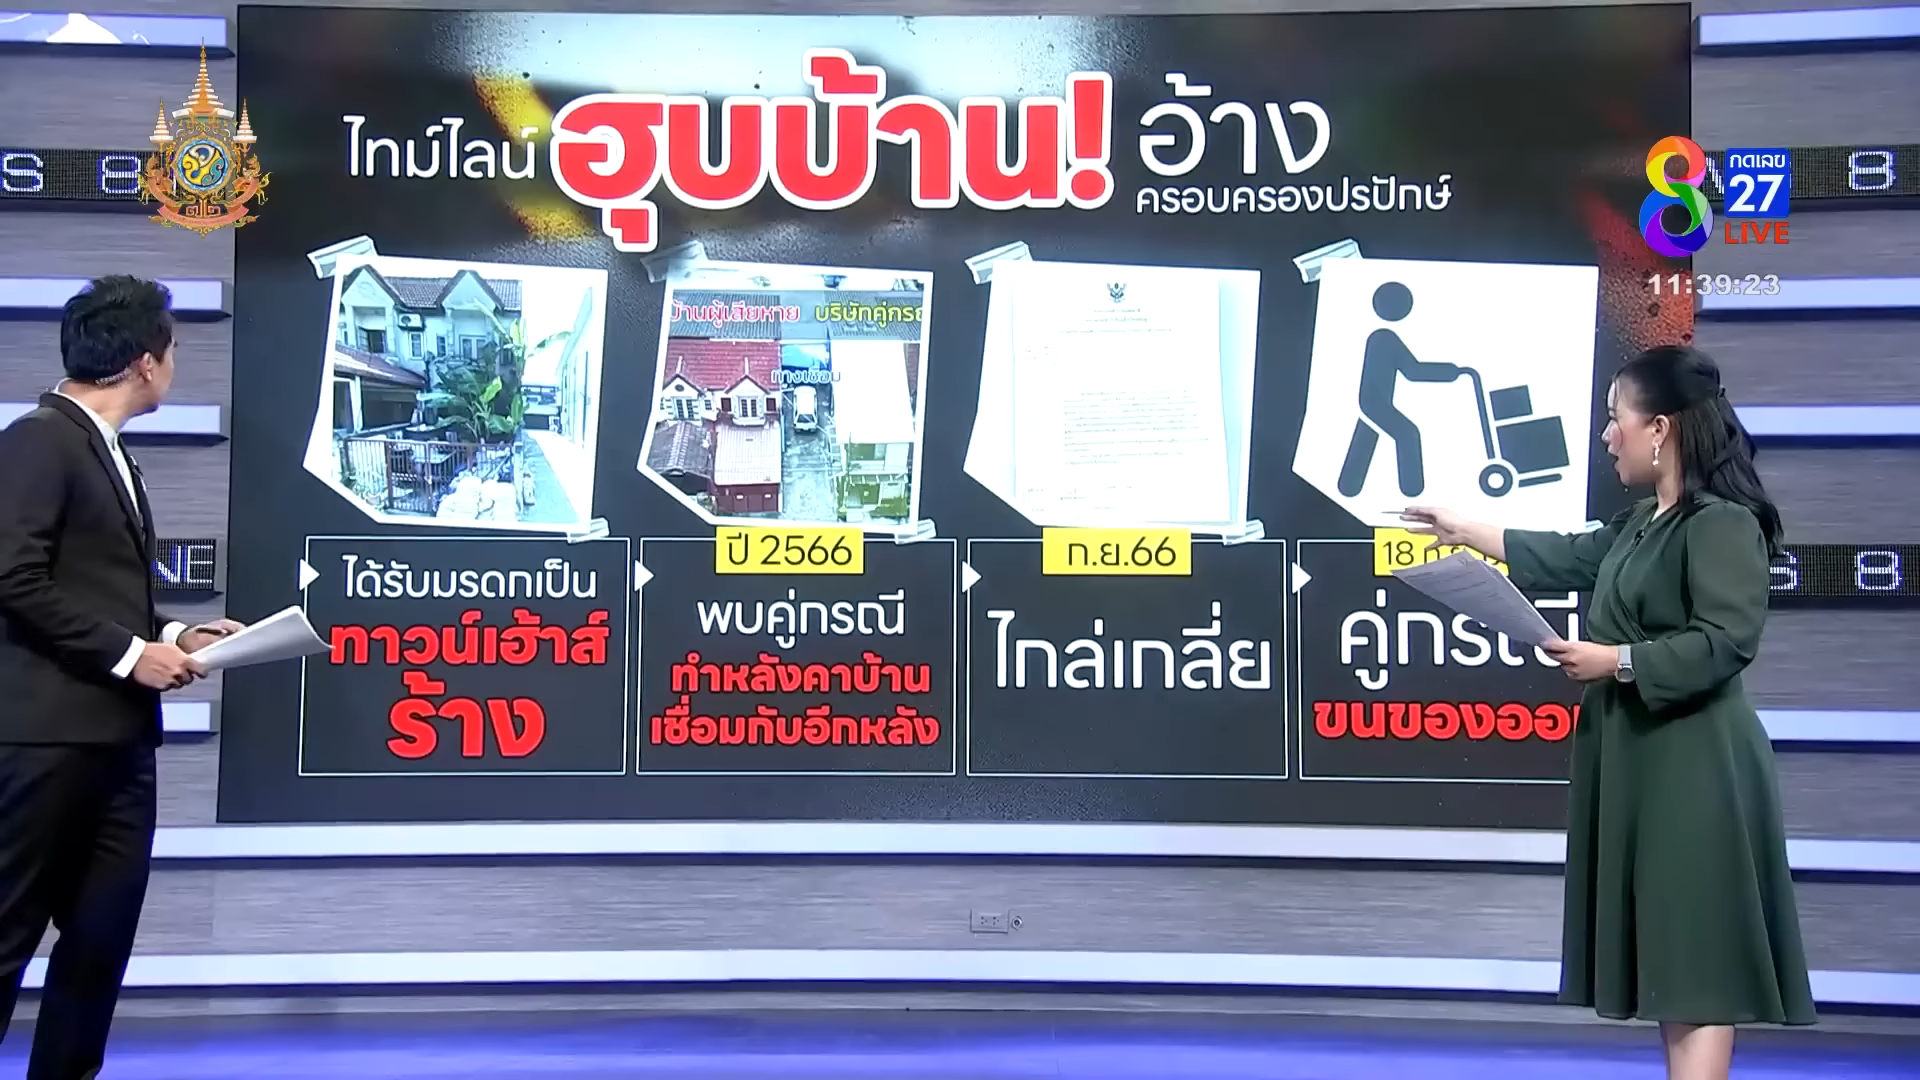 ไทม์ไลน์ ฮุบบ้าน! อ้าง
ครอบครองปรปักษ์
กดเลข
27
LIVE
11:39:23
S 8
8
NE
S 8
บ้านผู้เสียหาย บริษัทคู่กรณี
ทางเชื่อม
ได้รับมรดกเป็น
ทาวน์เฮ้าส์
ร้าง
ปี 2566
พบคู่กรณี
ทำหลังคาบ้าน
เชื่อมกับอีกหลัง
ก.ย.66
ไกล่เกลี่ย
18 ก.ย.
คู่กรณี
ขนของออก